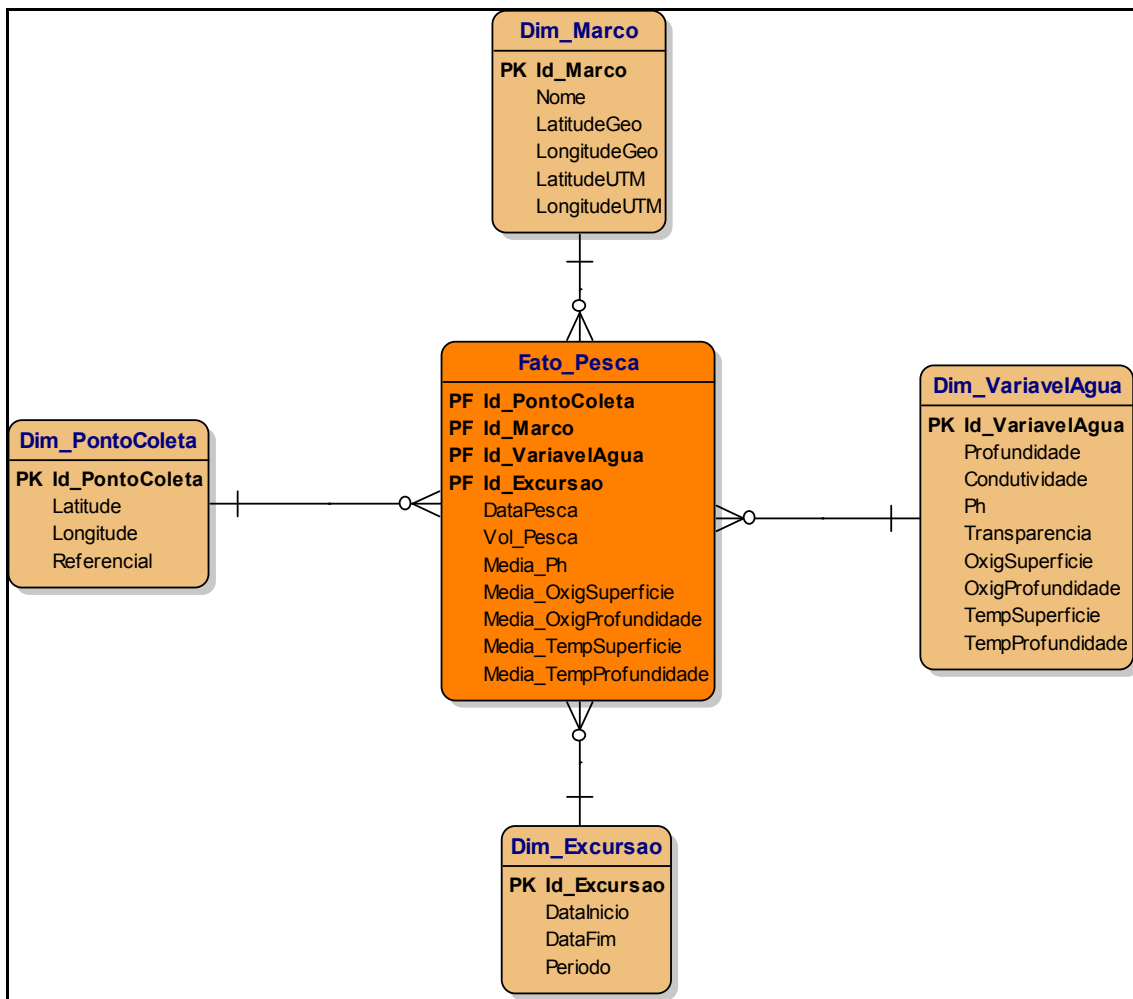 Dim_Marco
PK Id_Marco
Nome
LatitudeGeo
LongitudeGeo
LatitudeUTM
LongitudeUTM
Fato_Pesca
PF Id_PontoColeta
PF Id_Marco
PF Id_VariavelAgua
PF Id_Excursao
DataPesca
Vol_Pesca
Media_Ph
Media_OxigSuperficie
Media_OxigProfundidade
Media_TempSuperficie
Media_TempProfundidade
Dim_PontoColeta
PK Id_PontoColeta
Latitude
Longitude
Referencial
Dim_VariavelAgua
PK Id_VariavelAgua
Profundidade
Condutividade
Ph
Transparencia
OxigSuperficie
OxigProfundidade
TempSuperficie
TempProfundidade
Dim_Excursao
PK Id_Excursao
DataInicio
DataFim
Periodo